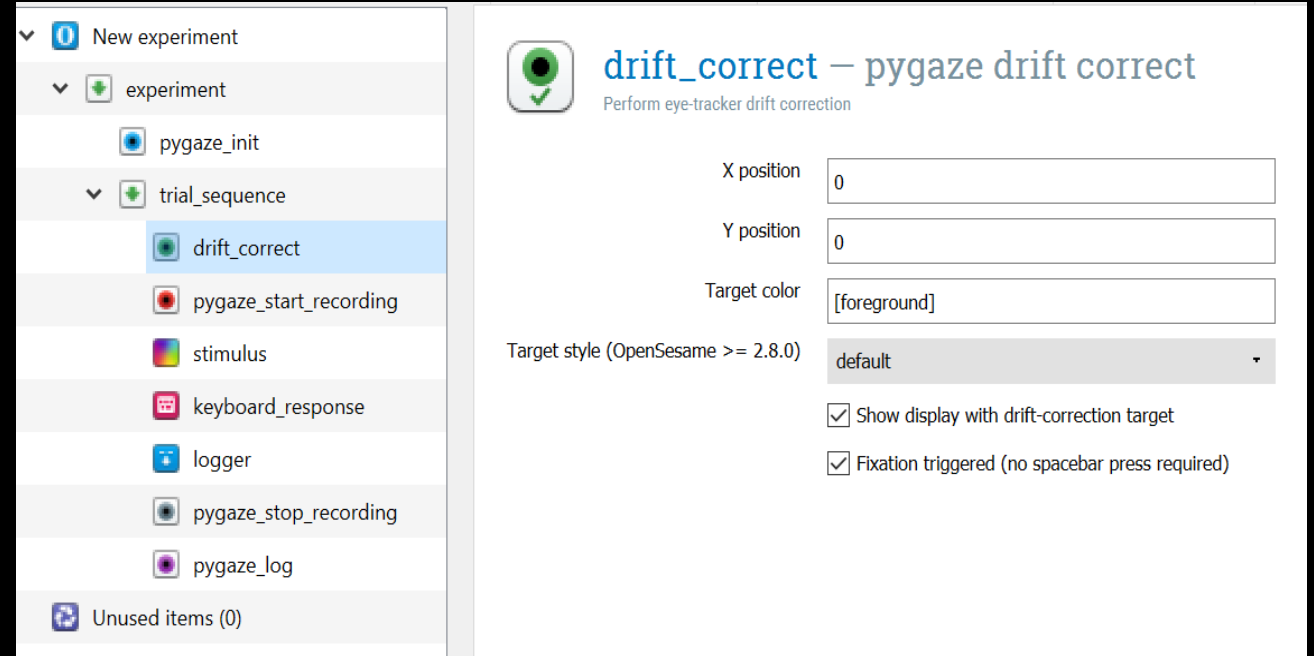 New experiment
experiment
pygaze_init
trial_sequence
drift_correct
pygaze_start_recording
stimulus
keyboard_response
logger
pygaze_stop_recording
pygaze_log
Unused items (0)
drift_correct — pygaze drift correct
Perform eye-tracker drift correction
X position 0
Y position 0
Target color [foreground]
Target style (OpenSesame >= 2.8.0) default
Show display with drift-correction target
Fixation triggered (no spacebar press required)